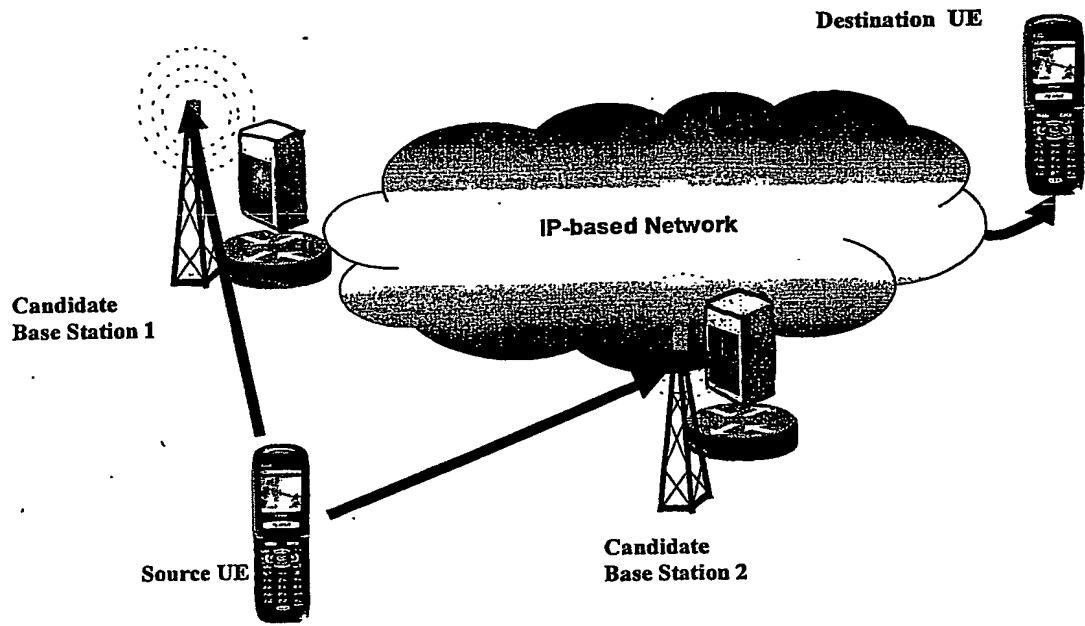 Destination UE
IP-based Network
Candidate
Base Station 1
Candidate
Base Station 2
Source UE